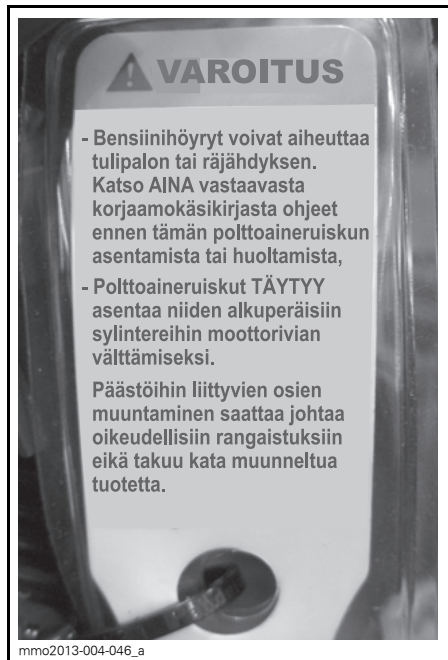 VAROITUS
- Bensiinihöyryt voivat aiheuttaa
tulipalon tai räjähdyksen.
Katso AINA vastaavasta
korjaamokäsikirjasta ohjeet
ennen tämän polttoaineruiskun
asentamista tai huoltamista,
- Polttoaineruiskut TÄYTYY
asentaa niiden alkuperäisiin
sylintereihin moottorivian
välttämiseksi.
Päästöihin liittyvien osien
muuntaminen saattaa johtaa
oikeudellisiin rangaistuksiin
eikä takuu kata muunneltua
tuotetta.
mmo2013-004-046_a